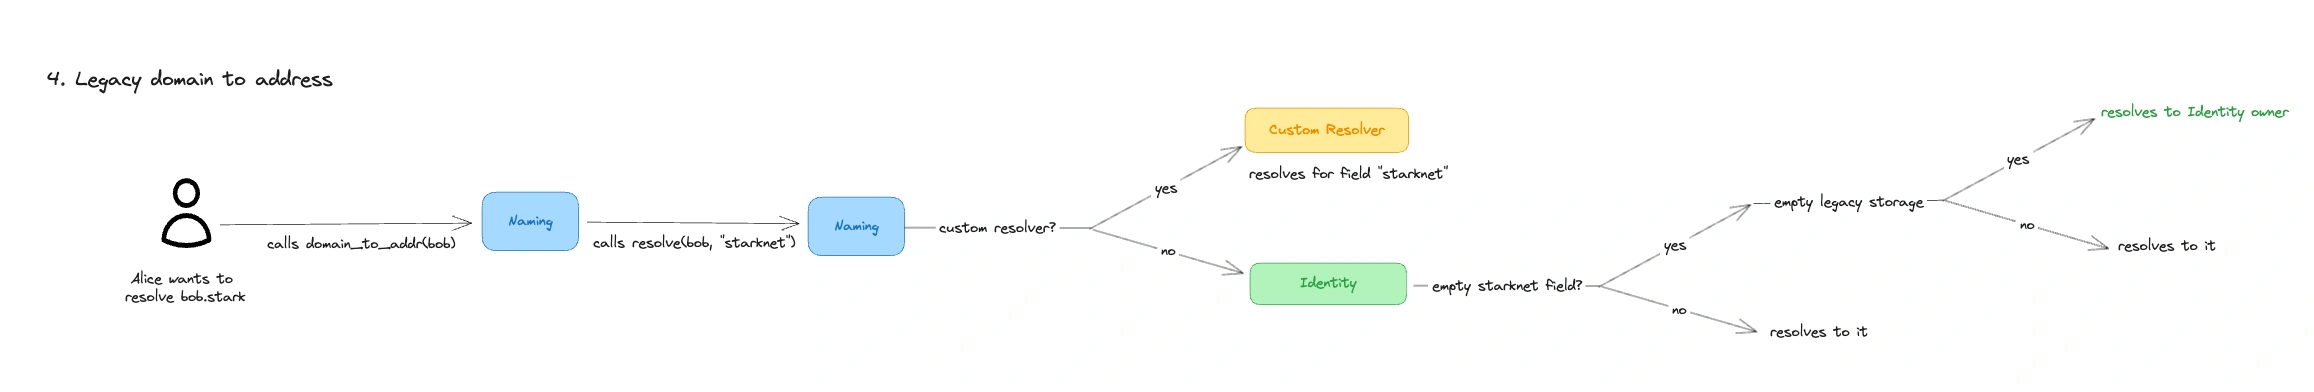 4. Legacy domain to address
Alice wants to
resolve bob.stark
calls domain_to_addr(bob)
Naming
calls resolve(bob, "starknet")
Naming
custom resolver?
yes
Custom Resolver
resolves for field "starknet"
no
Identity
empty starknet field?
yes
empty legacy storage
yes
resolves to Identity owner
no
resolves to it
no
resolves to it